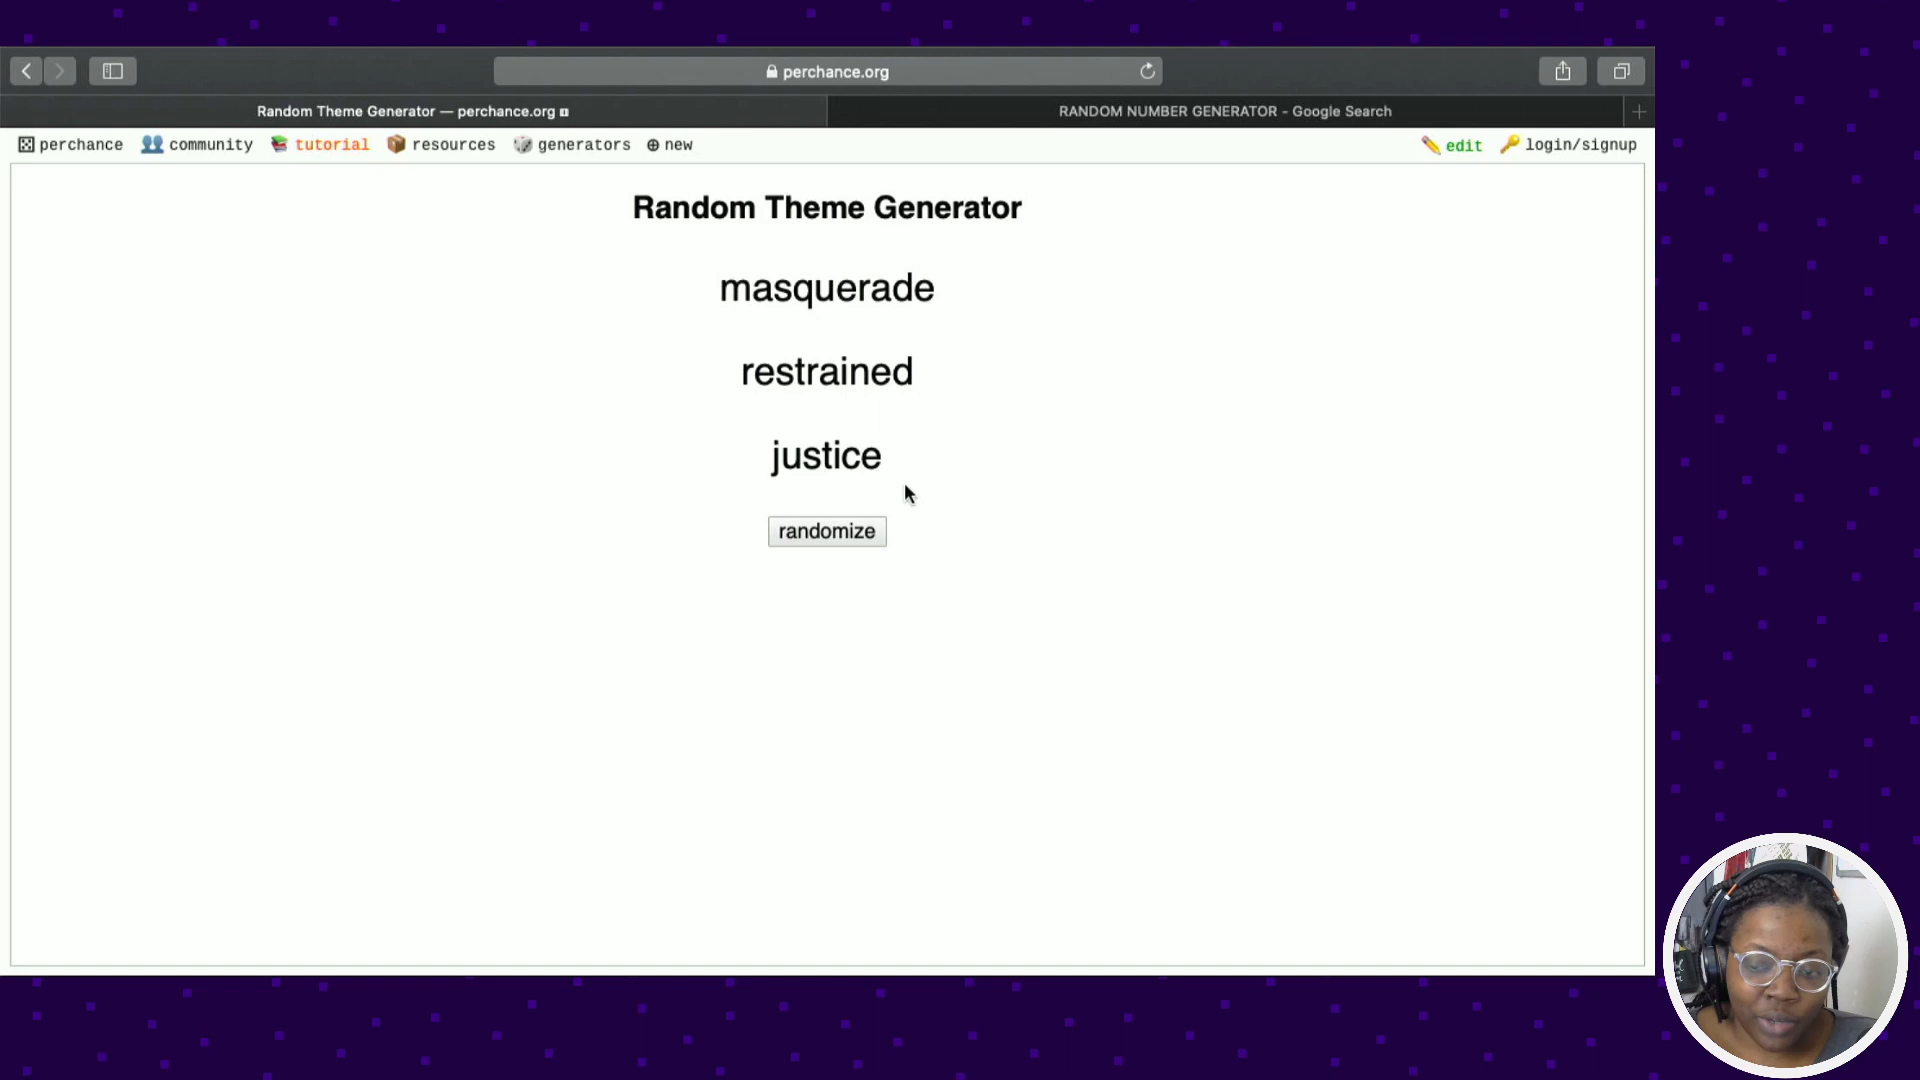 perchance.org
Random Theme Generator — perchance.org
RANDOM NUMBER GENERATOR - Google Search
perchance community tutorial resources generators new edit login/signup
Random Theme Generator
masquerade
restrained
justice
randomize